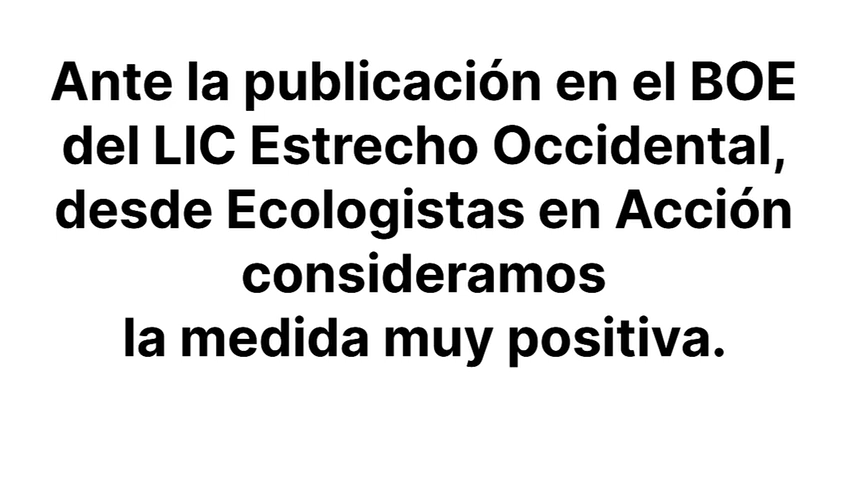 Ante la publicación en el BOE
del LIC Estrecho Occidental,
desde Ecologistas en Acción
consideramos
la medida muy positiva.